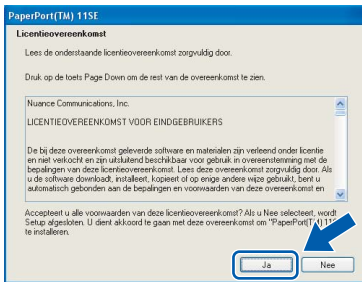 PaperPort(TM) 11SE
Licentieovereenkomst
Lees de onderstaande licentieovereenkomst zorgvuldig door.
Druk op de toets Page Down om de rest van de overeenkomst te zien.
Nuance Communications, Inc.
LICENTIEOVEREENKOMST VOOR EINDGEBRUIKERS
De bij deze overeenkomst geleverde software en materialen zijn verleend onder licentie
en niet verkocht en zijn uitsluitend beschikbaar voor gebruik in overeenstemming met de
bepalingen van deze licentieovereenkomst. Lees deze overeenkomst zorgvuldig door. Als
u de software downloadt, installeert, kopieert of op enige andere wijze gebruikt, bent u
automatisch gebonden aan de bepalingen en voorwaarden van deze overeenkomst en
Accepteert u alle voorwaarden van deze licentieovereenkomst? Als u Nee selecteert, wordt
Setup afgesloten. U dient akkoord te gaan met deze overeenkomst om "PaperPort(TM) 11
te installeren.
Ja
Nee